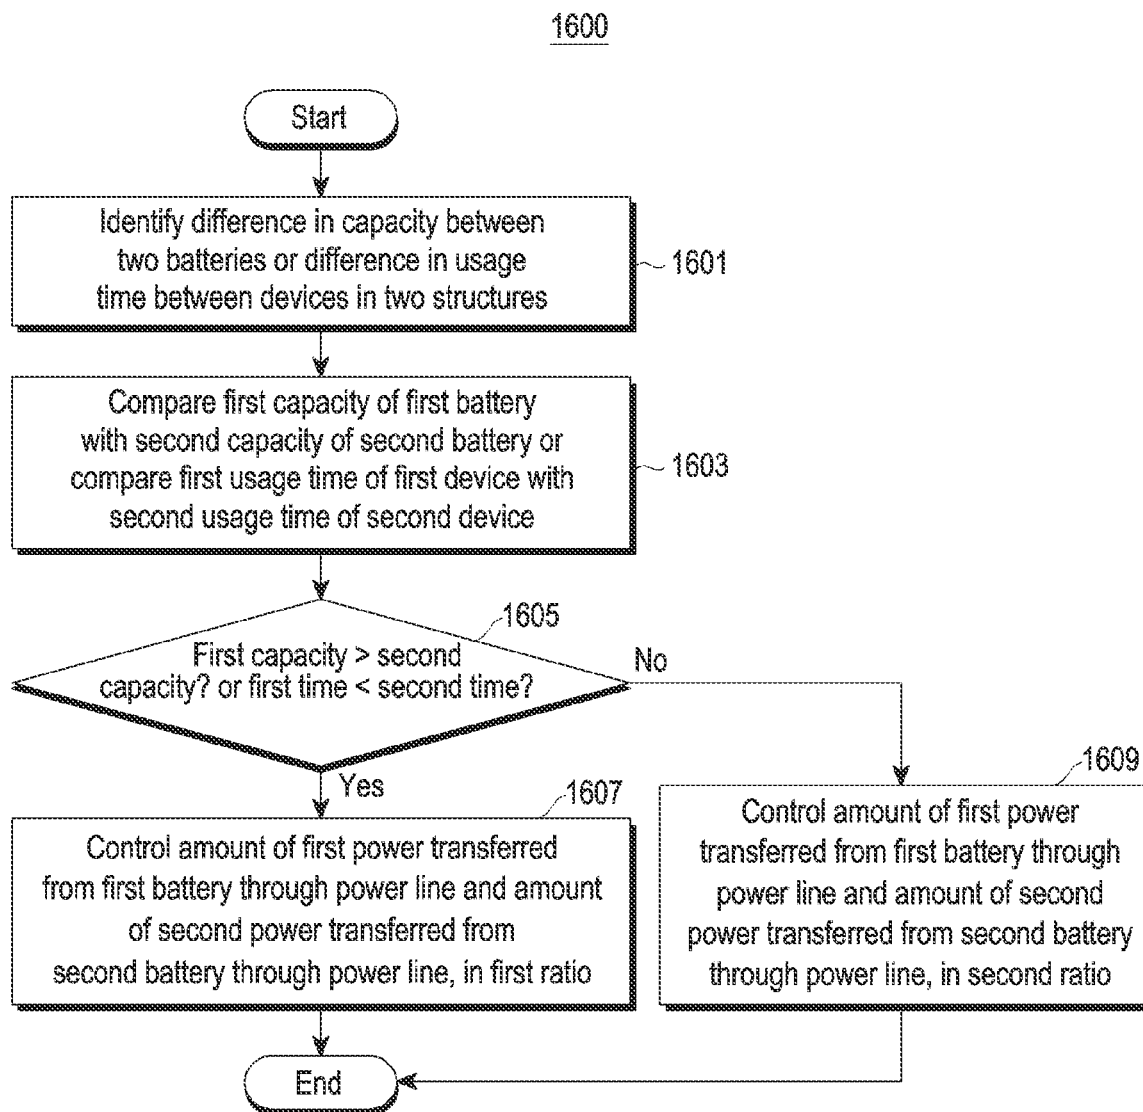 1600
Start
Identify difference in capacity between
two batteries or difference in usage
time between devices in two structures
1601
Compare first capacity of first battery
with second capacity of second battery or
compare first usage time of first device with
second usage time of second device
1603
1605
First capacity > second
capacity? or first time < second time?
No
Yes
1607
Control amount of first power transferred
from first battery through power line and amount
of second power transferred from
second battery through power line, in first ratio
1609
Control amount of first power
transferred from first battery through
power line and amount of second
power transferred from second battery
through power line, in second ratio
End